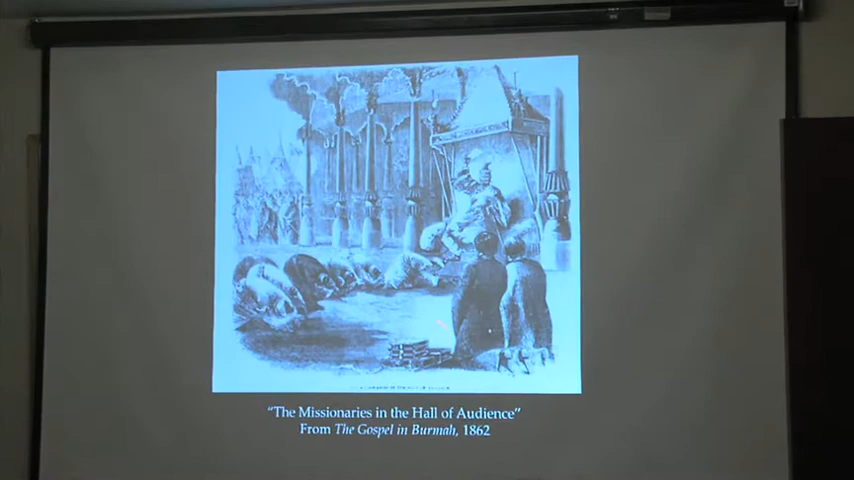 “The Missionaries in the Hall of Audience”
From The Gospel in Burmah, 1862